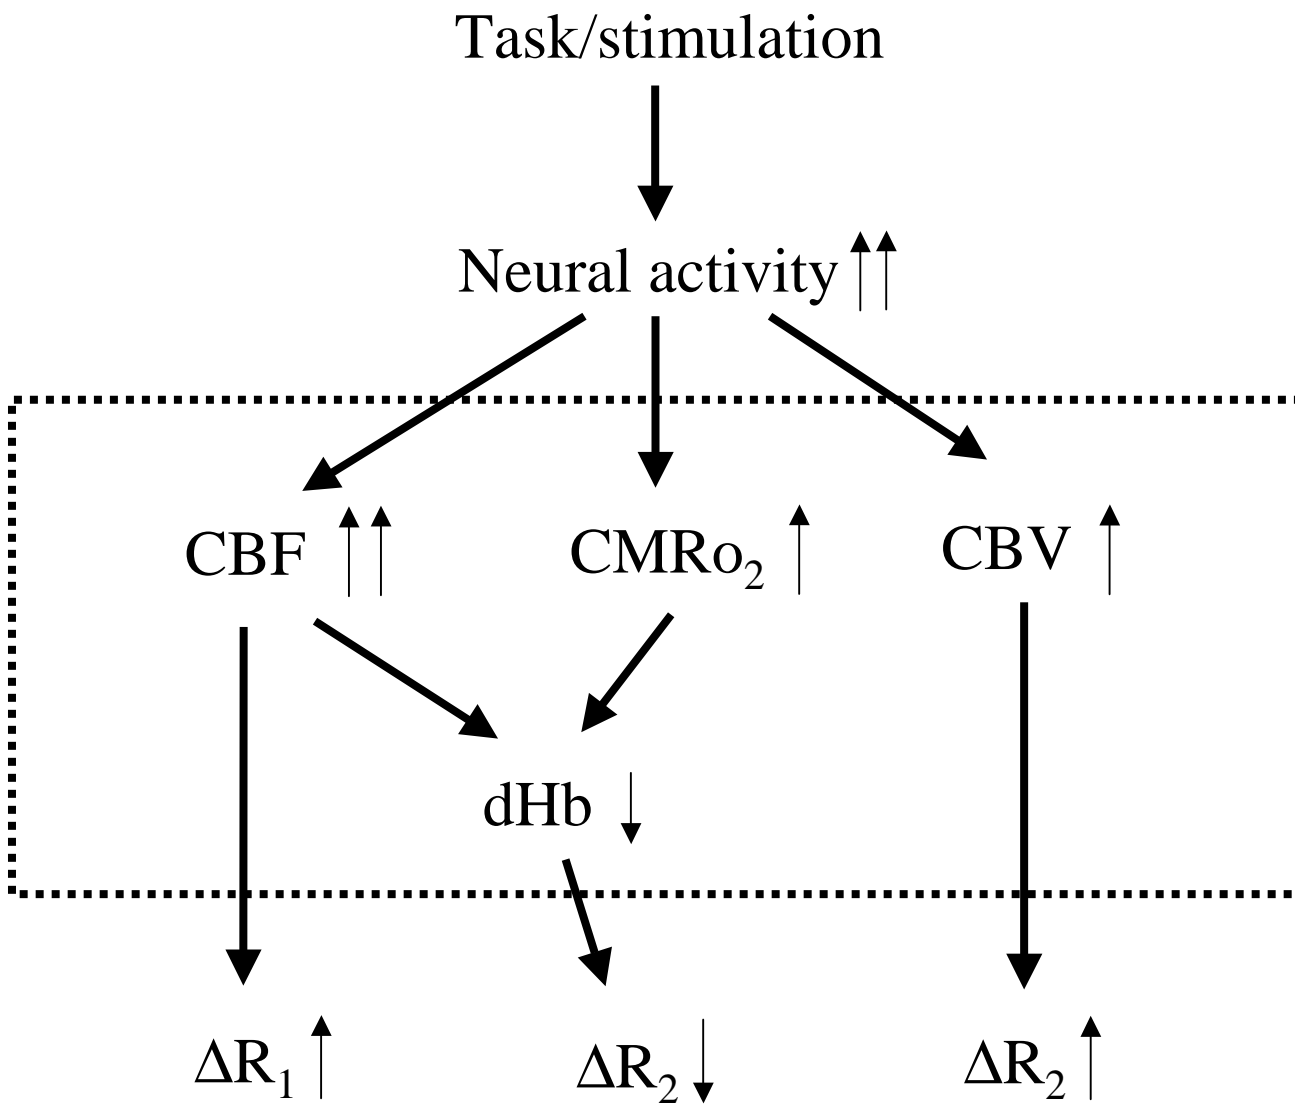 Task/stimulation
Neural activity ↑↑
CBF ↑↑ CMRo₂ ↑ CBV ↑
dHb ↓
ΔR₁ ↑ ΔR₂ ↓ ΔR₂ ↑